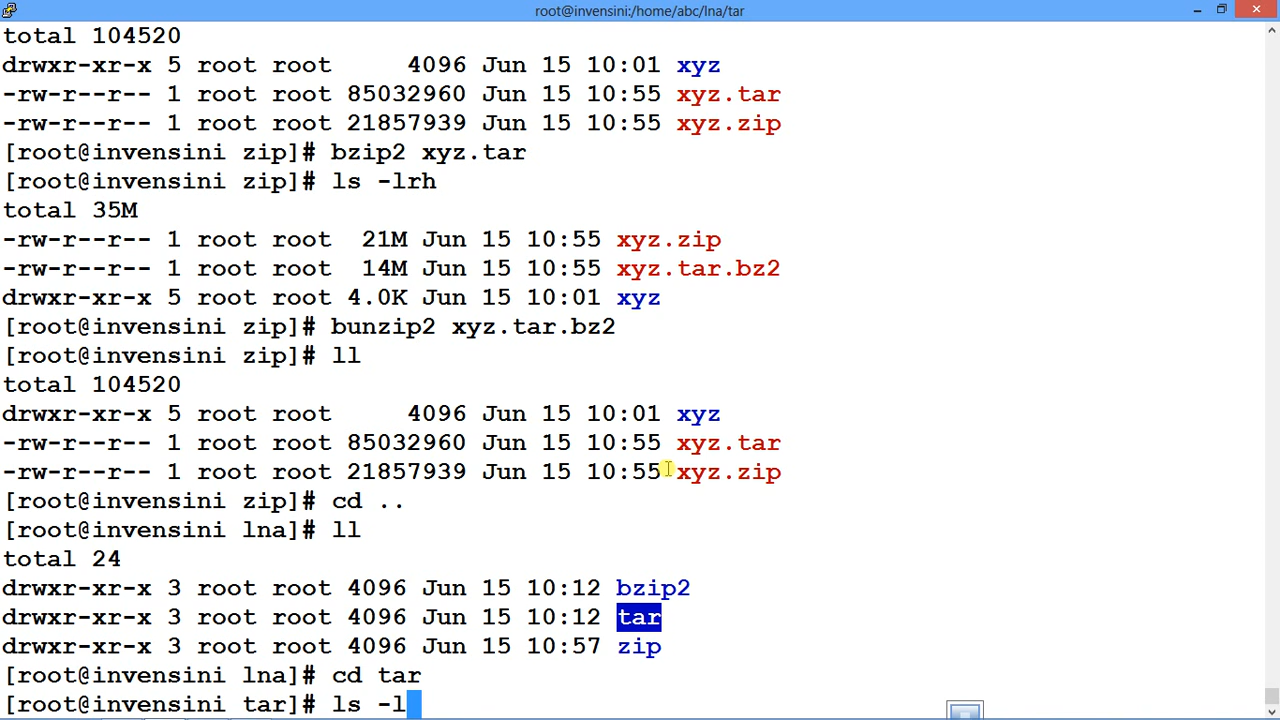 root@invensini:/home/abc/lna/tar
total 104520
drwxr-xr-x 5 root root     4096 Jun 15 10:01 xyz
-rw-r--r-- 1 root root 85032960 Jun 15 10:55 xyz.tar
-rw-r--r-- 1 root root 21857939 Jun 15 10:55 xyz.zip
[root@invensini zip]# bzip2 xyz.tar
[root@invensini zip]# ls -lrh
total 35M
-rw-r--r-- 1 root root  21M Jun 15 10:55 xyz.zip
-rw-r--r-- 1 root root  14M Jun 15 10:55 xyz.tar.bz2
drwxr-xr-x 5 root root 4.0K Jun 15 10:01 xyz
[root@invensini zip]# bunzip2 xyz.tar.bz2
[root@invensini zip]# ll
total 104520
drwxr-xr-x 5 root root     4096 Jun 15 10:01 xyz
-rw-r--r-- 1 root root 85032960 Jun 15 10:55 xyz.tar
-rw-r--r-- 1 root root 21857939 Jun 15 10:55 xyz.zip
[root@invensini zip]# cd ..
[root@invensini lna]# ll
total 24
drwxr-xr-x 3 root root 4096 Jun 15 10:12 bzip2
drwxr-xr-x 3 root root 4096 Jun 15 10:12 tar
drwxr-xr-x 3 root root 4096 Jun 15 10:57 zip
[root@invensini lna]# cd tar
[root@invensini tar]# ls -l